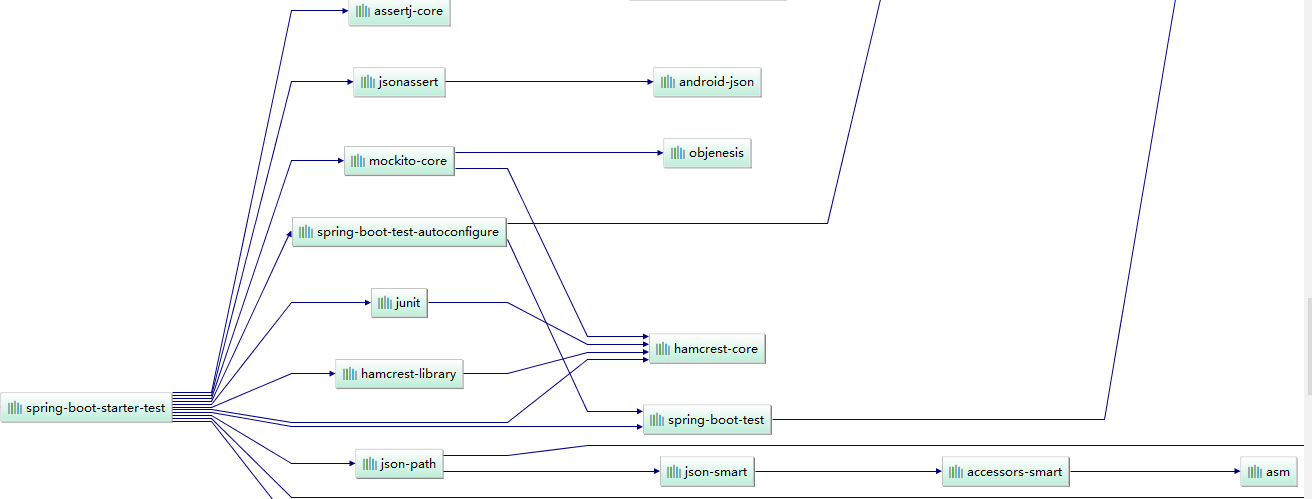 assertj-core
jsonassert
android-json
mockito-core
objenesis
spring-boot-test-autoconfigure
junit
hamcrest-core
hamcrest-library
spring-boot-starter-test
spring-boot-test
json-path
json-smart
accessors-smart
asm